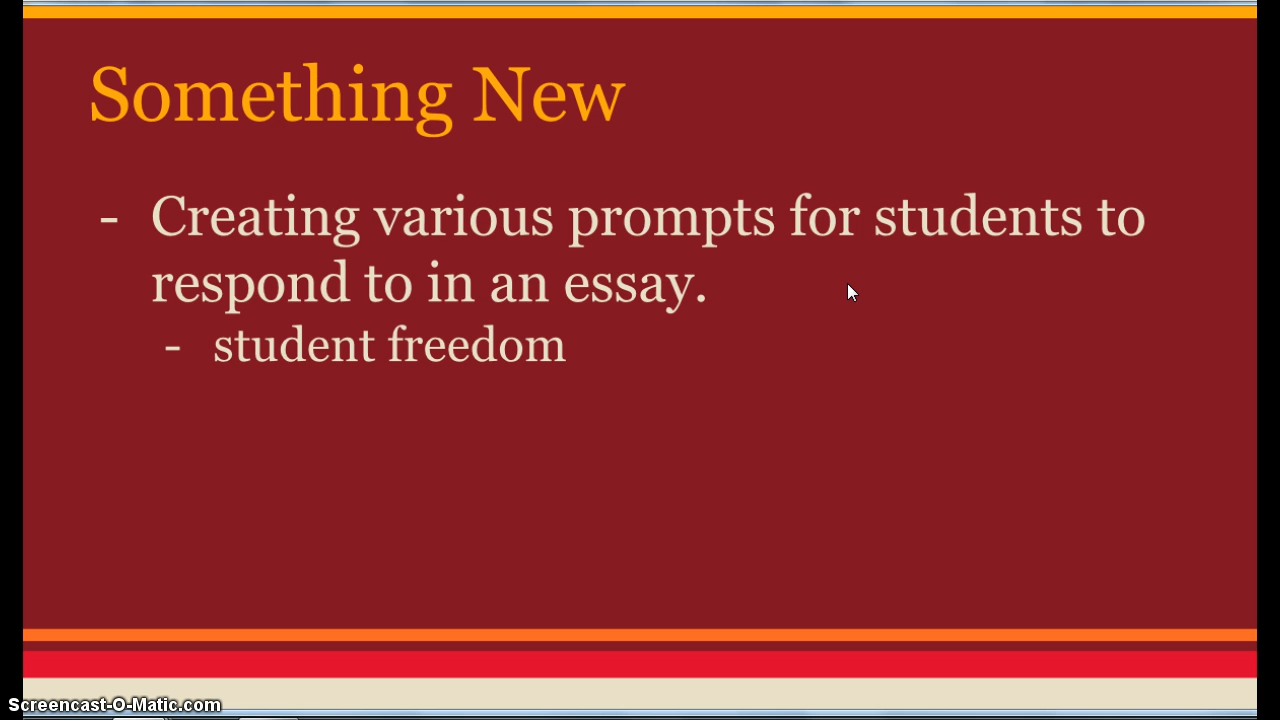 Something New
- Creating various prompts for students to
respond to in an essay.
- student freedom
Screencast-O-Matic.com